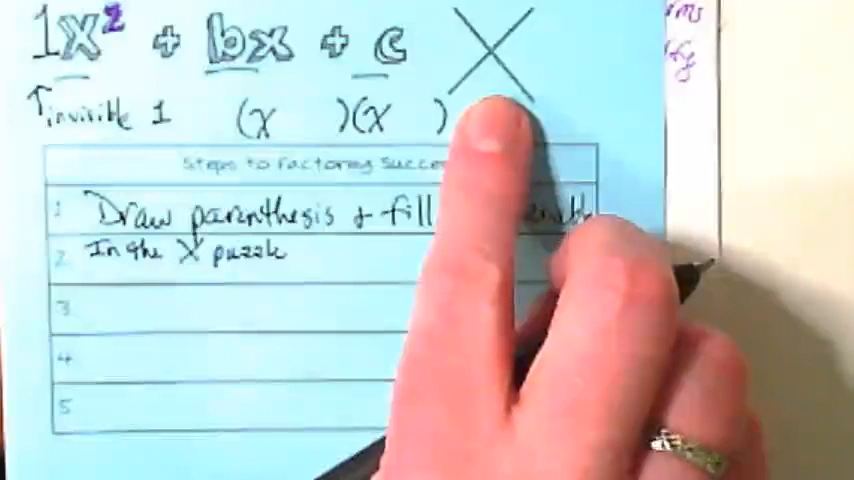 1x² + bx + c
↑ invisible 1 (x )(x )
Steps to factoring
1 Draw parenthesis + fill
2 In the X puzzle
3
4
5